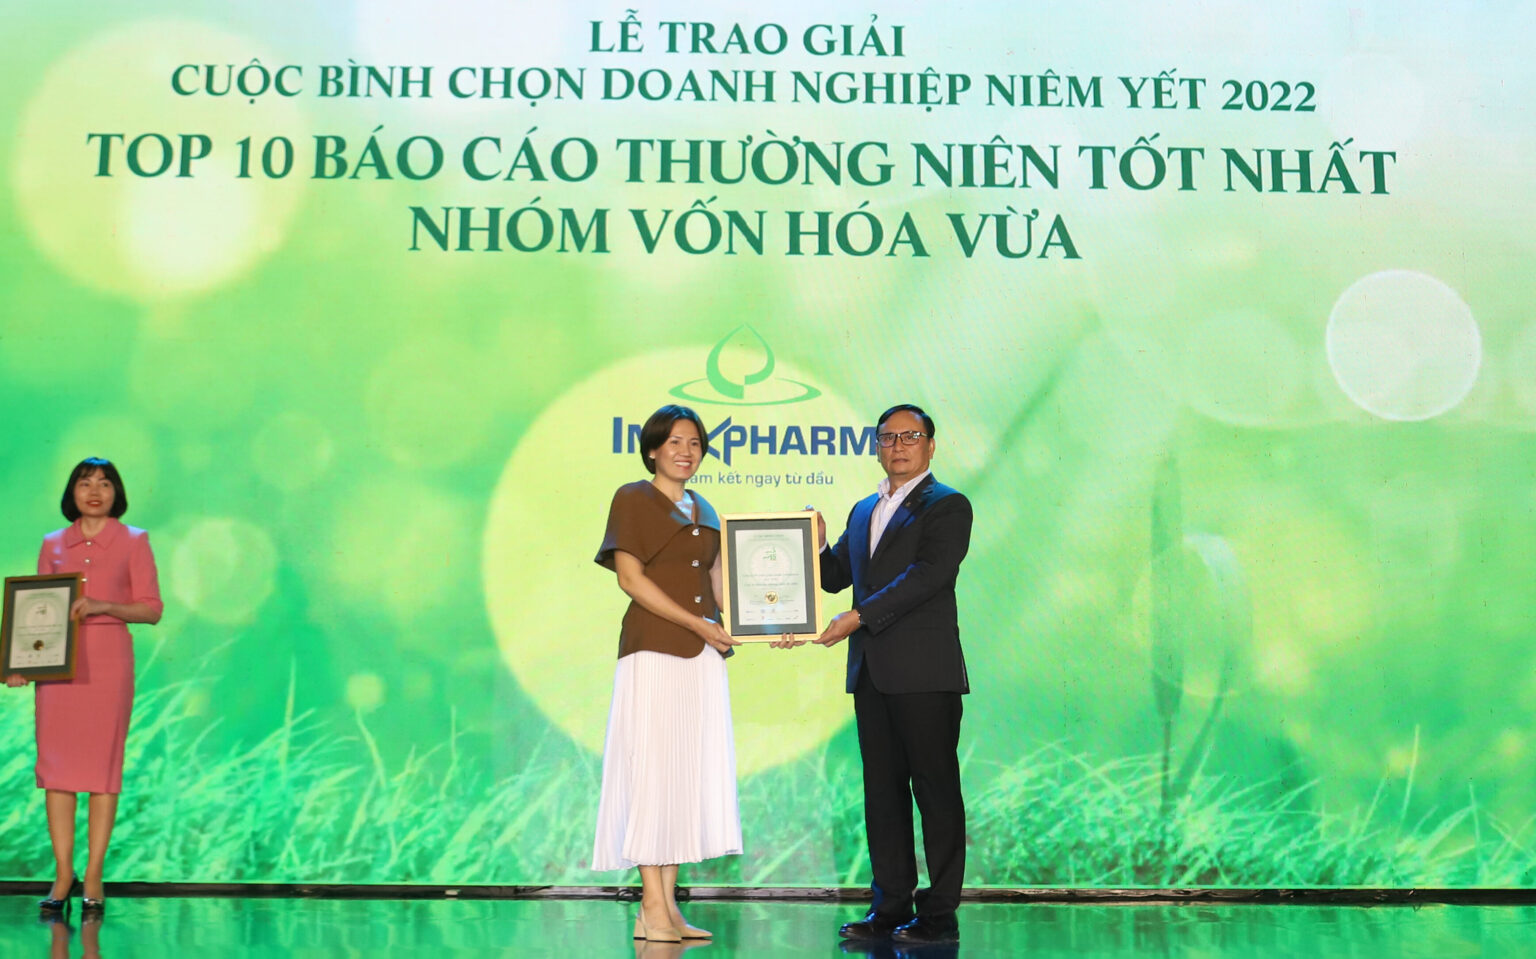 LỄ TRAO GIẢI
CUỘC BÌNH CHỌN DOANH NGHIỆP NIÊM YẾT 2022
TOP 10 BÁO CÁO THƯỜNG NIÊN TỐT NHẤT
NHÓM VỐN HÓA VỪA
kết ngay từ đầu